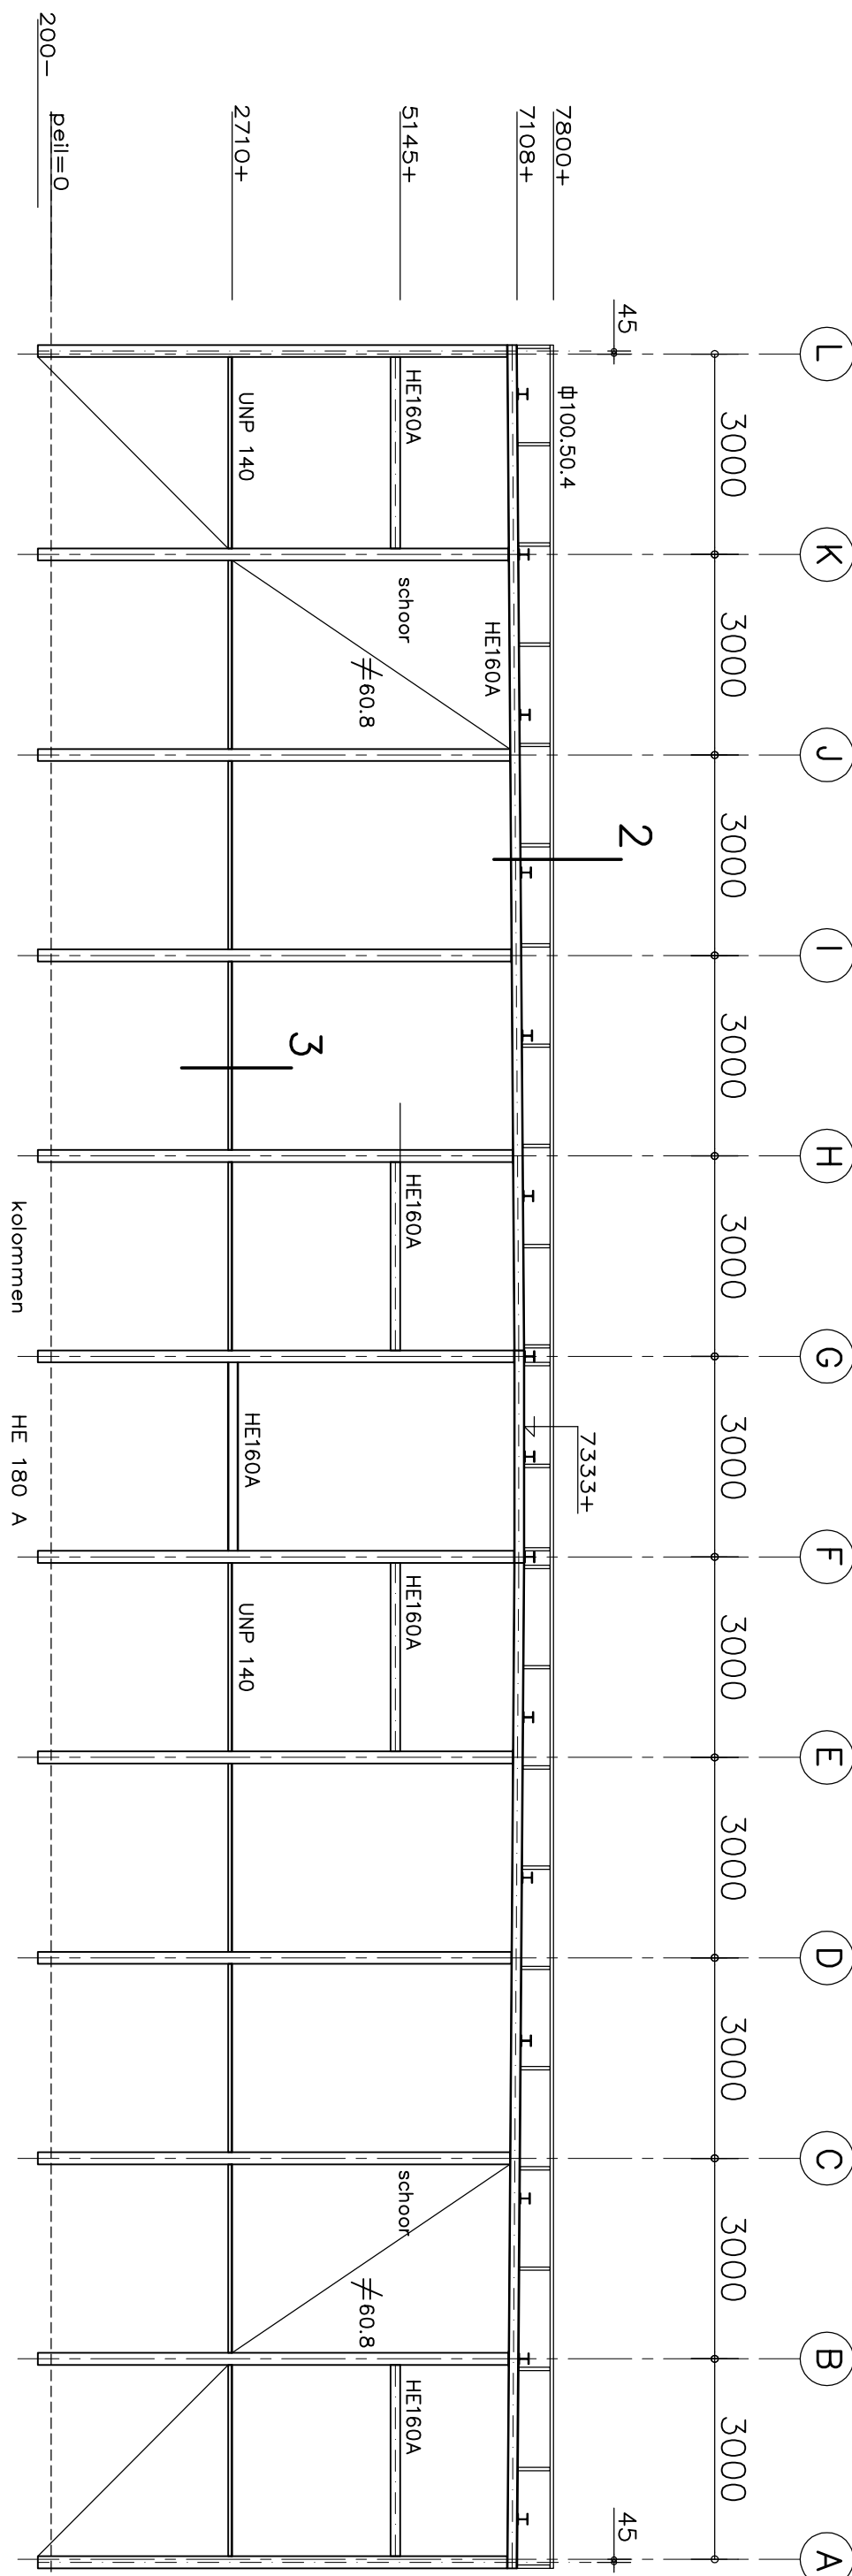 L K J I H G F E D C B A
3000 3000 3000 3000 3000 3000 3000 3000 3000 3000 3000
45 45
7800+
7108+
5145+
2710+
peil=0
200-
100.50.4
7333+
2
HE160A
HE160A HE160A HE160A HE160A
schoor schoor
60.8 60.8
3
UNP 140 HE160A UNP 140
kolommen HE 180 A